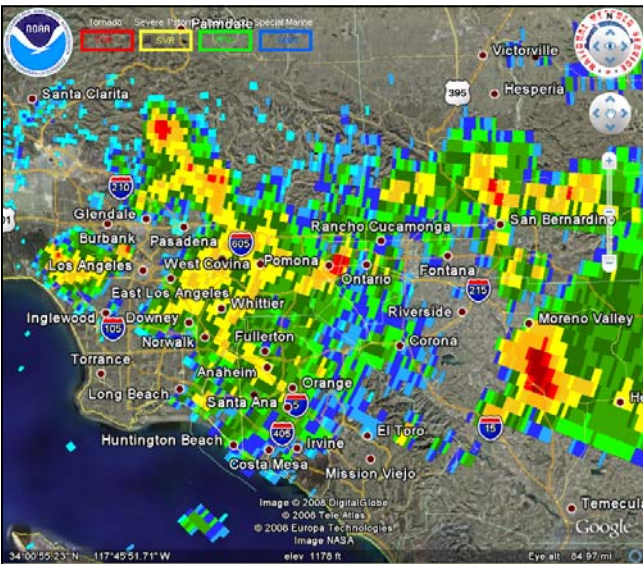 NOAA
Tornado
Severe T'storm
Special Marine
SVR
Palmdale
Victorville
395
Hesperia
Santa Clarita
210
Glendale
Burbank
Pasadena
605
Rancho Cucamonga
San Bernardino
01
Los Angeles
West Covina
Pomona
Ontario
Fontana
East Los Angeles
Whittier
215
Riverside
Moreno Valley
Inglewood
105
Downey
Norwalk
Fullerton
Corona
Torrance
Anaheim
Long Beach
Orange
Santa Ana
5
He
405
El Toro
15
Huntington Beach
Irvine
Costa Mesa
Mission Viejo
Image © 2008 DigitalGlobe
© 2008 Tele Atlas
© 2008 Europa Technologies
Image NASA
Temecula
Google
34°00'55.23" N 117°45'51.71" W
elev 1178 ft
Eye alt 84.97 mi